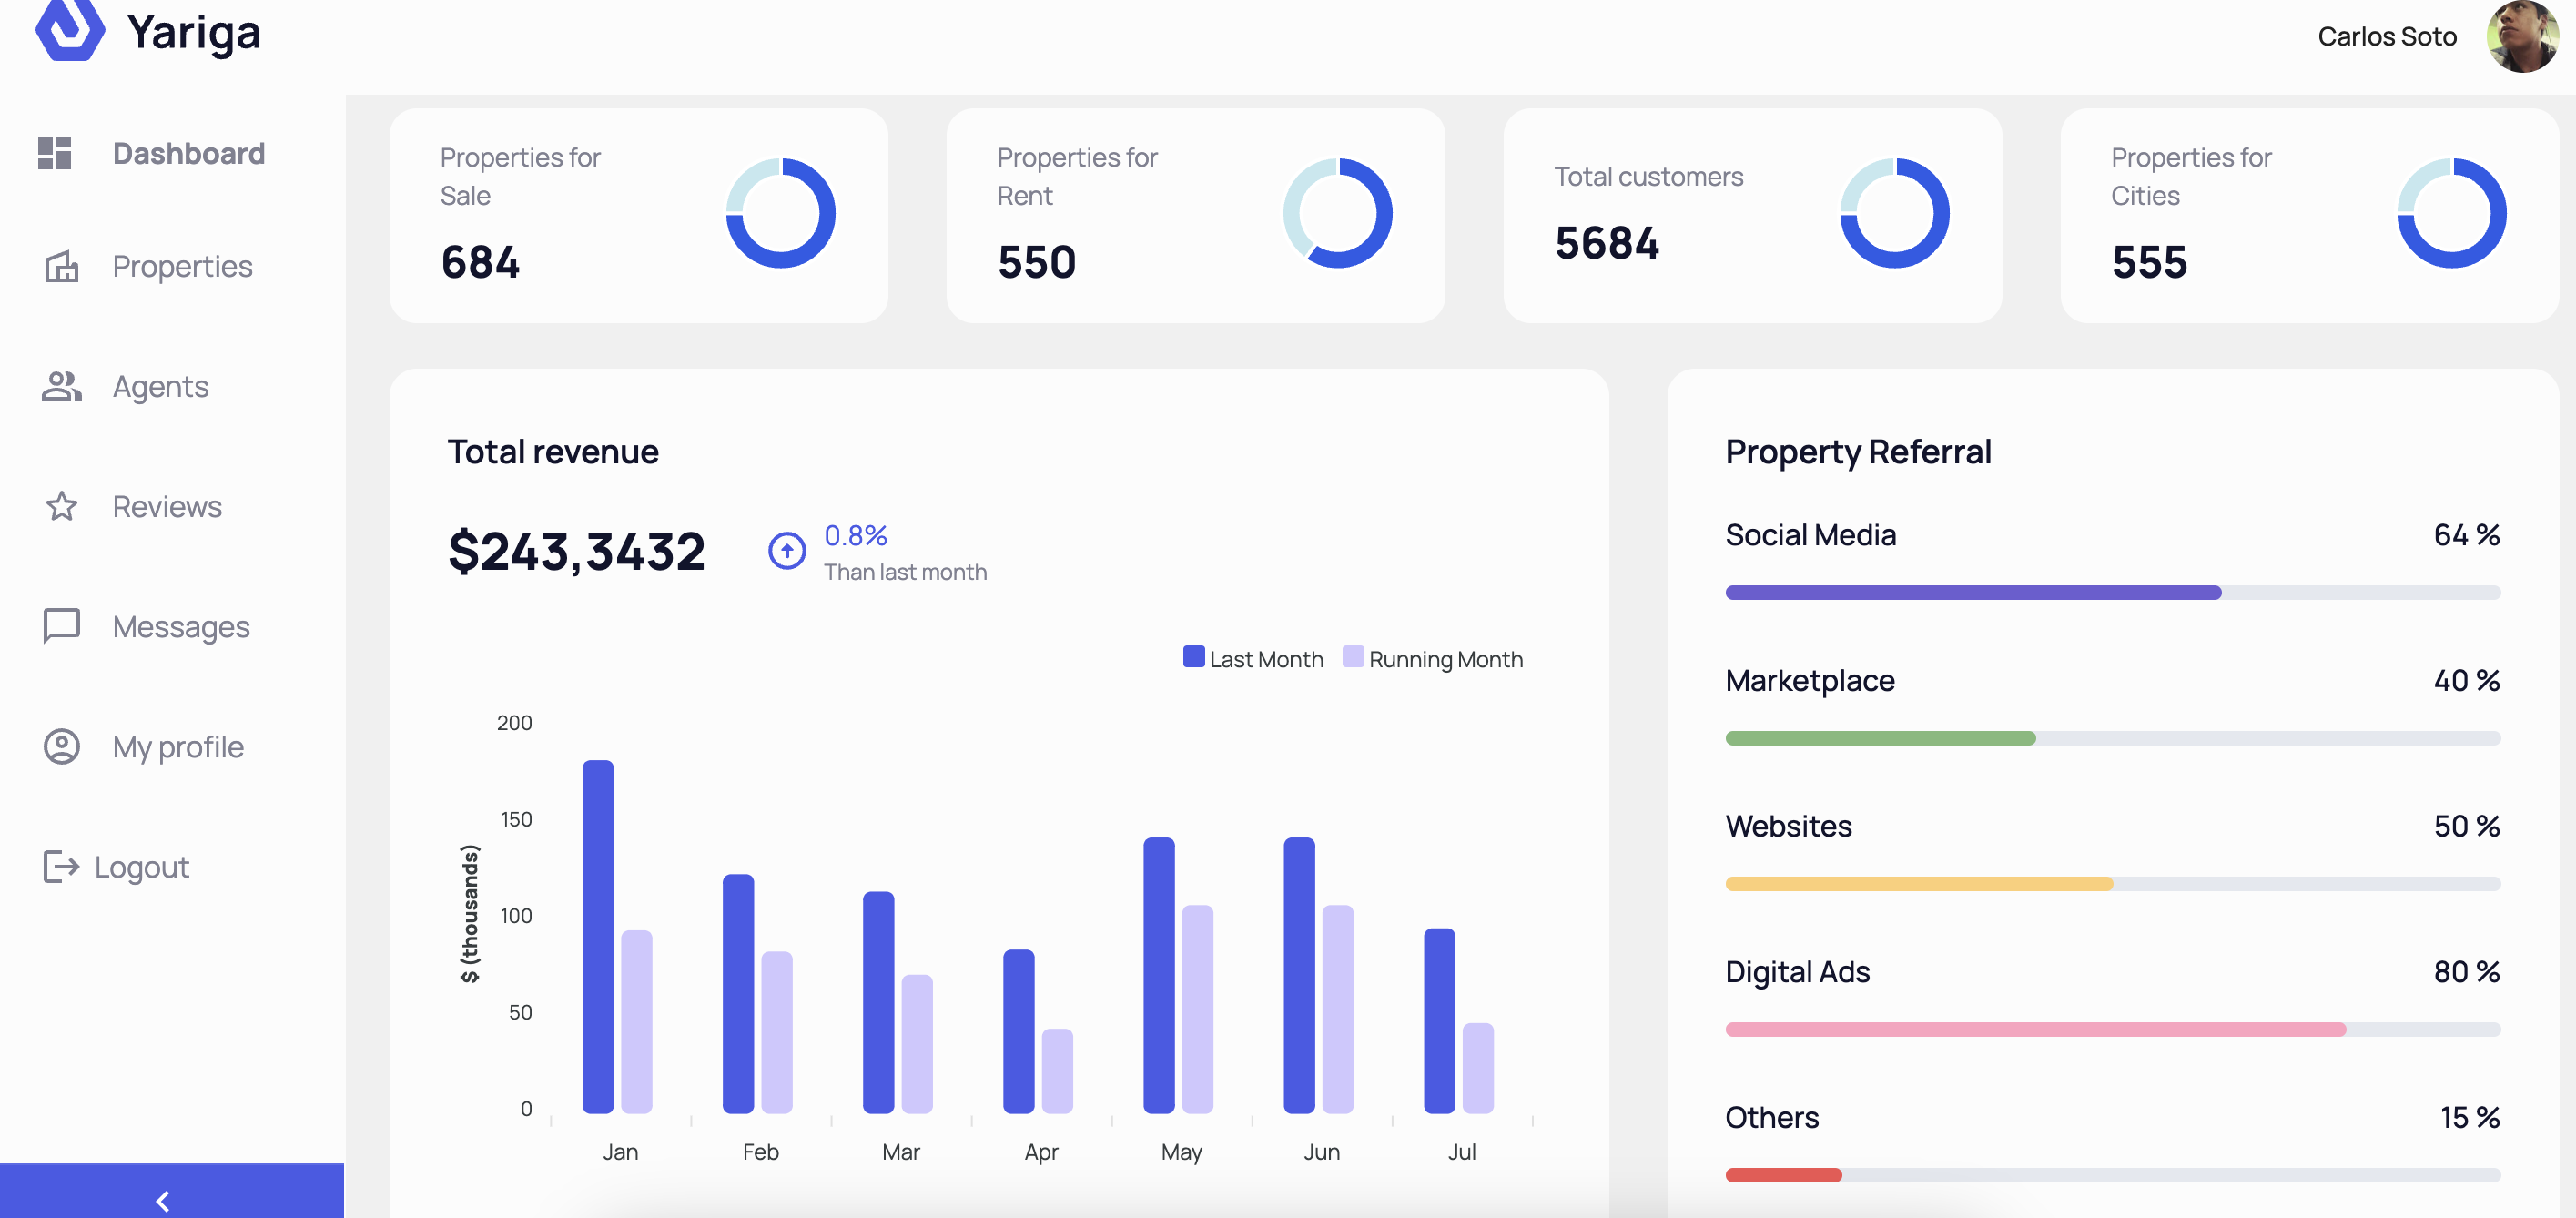 Yariga
Carlos Soto
Dashboard
Properties
Agents
Reviews
Messages
My profile
Logout
Properties for
Sale
684
Properties for
Rent
550
Total customers
5684
Properties for
Cities
555
Total revenue
$243,3432
0.8%
Than last month
Last Month
Running Month
200
150
100
50
0
$ (thousands)
Jan
Feb
Mar
Apr
May
Jun
Jul
Property Referral
Social Media
64 %
Marketplace
40 %
Websites
50 %
Digital Ads
80 %
Others
15 %